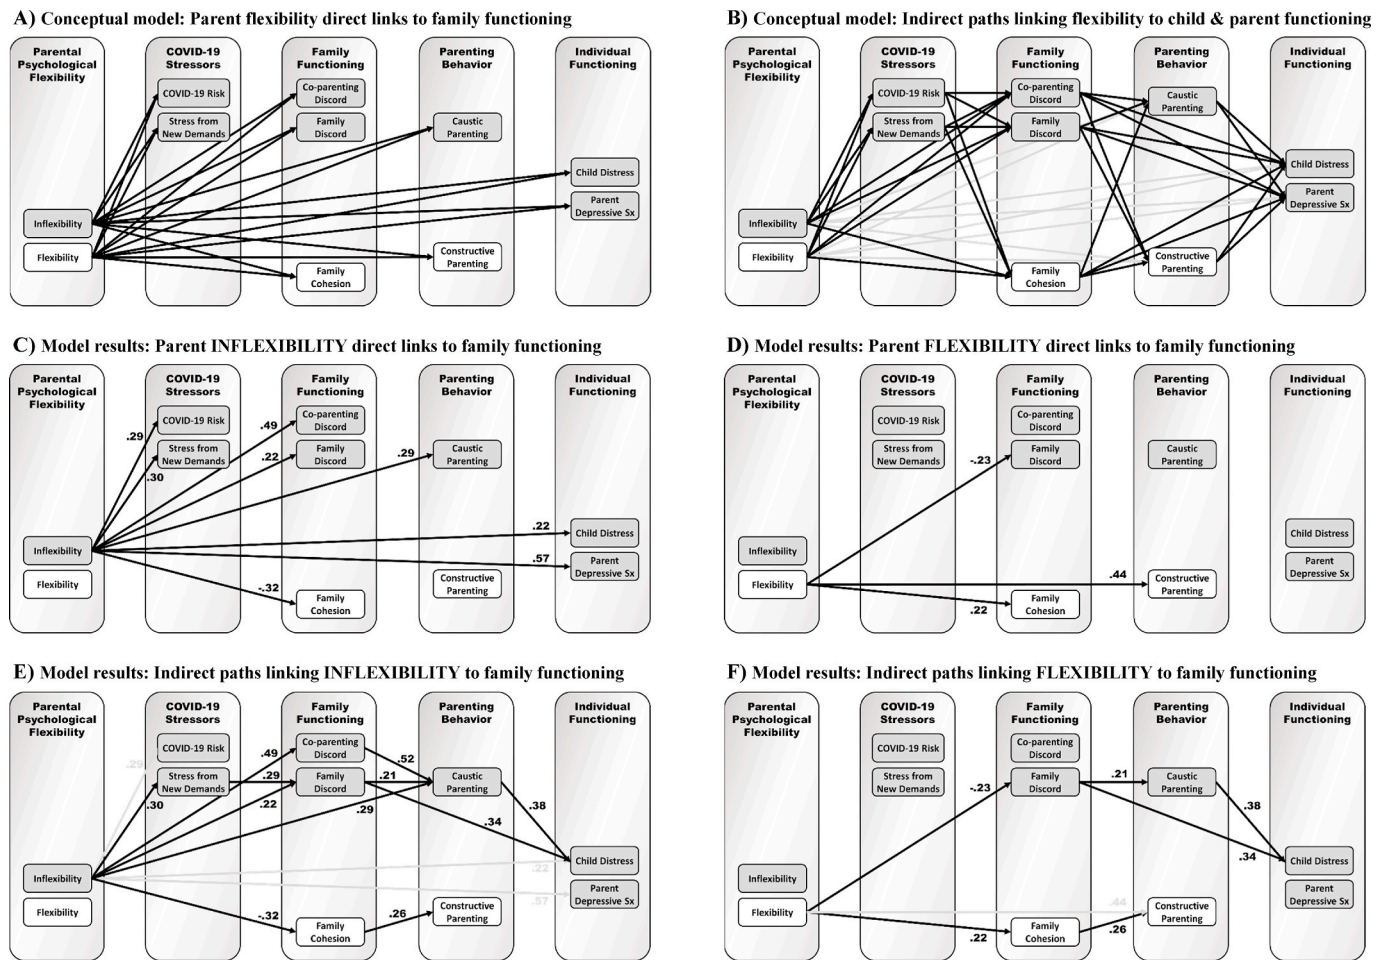 A) Conceptual model: Parent flexibility direct links to family functioning
Parental
Psychological
Flexibility
COVID-19
Stressors
Family
Functioning
Parenting
Behavior
Individual
Functioning
COVID-19 Risk
Stress from
New Demands
Co-parenting
Discord
Family
Discord
Caustic
Parenting
Child Distress
Parent
Depressive Sx
Inflexibility
Flexibility
Family
Cohesion
Constructive
Parenting
B) Conceptual model: Indirect paths linking flexibility to child & parent functioning
Parental
Psychological
Flexibility
COVID-19
Stressors
Family
Functioning
Parenting
Behavior
Individual
Functioning
COVID-19 Risk
Stress from
New Demands
Co-parenting
Discord
Family
Discord
Caustic
Parenting
Child Distress
Parent
Depressive Sx
Inflexibility
Flexibility
Family
Cohesion
Constructive
Parenting
C) Model results: Parent INFLEXIBILITY direct links to family functioning
Parental
Psychological
Flexibility
COVID-19
Stressors
Family
Functioning
Parenting
Behavior
Individual
Functioning
COVID-19 Risk
Stress from
New Demands
Co-parenting
Discord
Family
Discord
Caustic
Parenting
Child Distress
Parent
Depressive Sx
Inflexibility
Flexibility
Family
Cohesion
Constructive
Parenting
.29
.30
.49
.22
.29
.22
.57
-.32
D) Model results: Parent FLEXIBILITY direct links to family functioning
Parental
Psychological
Flexibility
COVID-19
Stressors
Family
Functioning
Parenting
Behavior
Individual
Functioning
COVID-19 Risk
Stress from
New Demands
Co-parenting
Discord
Family
Discord
Caustic
Parenting
Child Distress
Parent
Depressive Sx
Inflexibility
Flexibility
Family
Cohesion
Constructive
Parenting
-.23
.44
.22
E) Model results: Indirect paths linking INFLEXIBILITY to family functioning
Parental
Psychological
Flexibility
COVID-19
Stressors
Family
Functioning
Parenting
Behavior
Individual
Functioning
COVID-19 Risk
Stress from
New Demands
Co-parenting
Discord
Family
Discord
Caustic
Parenting
Child Distress
Parent
Depressive Sx
Inflexibility
Flexibility
Family
Cohesion
Constructive
Parenting
.29
.30
.49
.29
.22
.52
.21
.29
.38
.34
.22
.57
-.32
.26
F) Model results: Indirect paths linking FLEXIBILITY to family functioning
Parental
Psychological
Flexibility
COVID-19
Stressors
Family
Functioning
Parenting
Behavior
Individual
Functioning
COVID-19 Risk
Stress from
New Demands
Co-parenting
Discord
Family
Discord
Caustic
Parenting
Child Distress
Parent
Depressive Sx
Inflexibility
Flexibility
Family
Cohesion
Constructive
Parenting
-.23
.21
.38
.34
.44
.22
.26